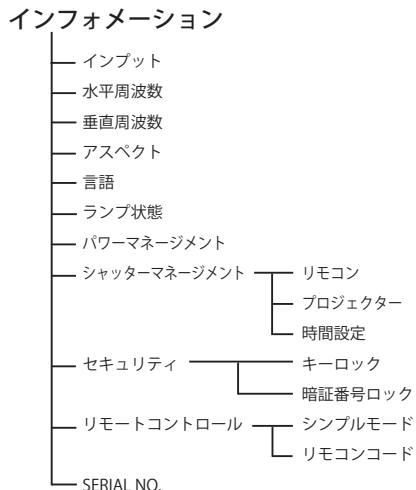 インフォメーション
インプット
水平周波数
垂直周波数
アスペクト
言語
ランプ状態
パワーマネージメント
シャッターマネージメント
リモコン
プロジェクター
時間設定
セキュリティ
キーロック
暗証番号ロック
リモートコントロール
シンプルモード
リモコンコード
SERIAL NO.